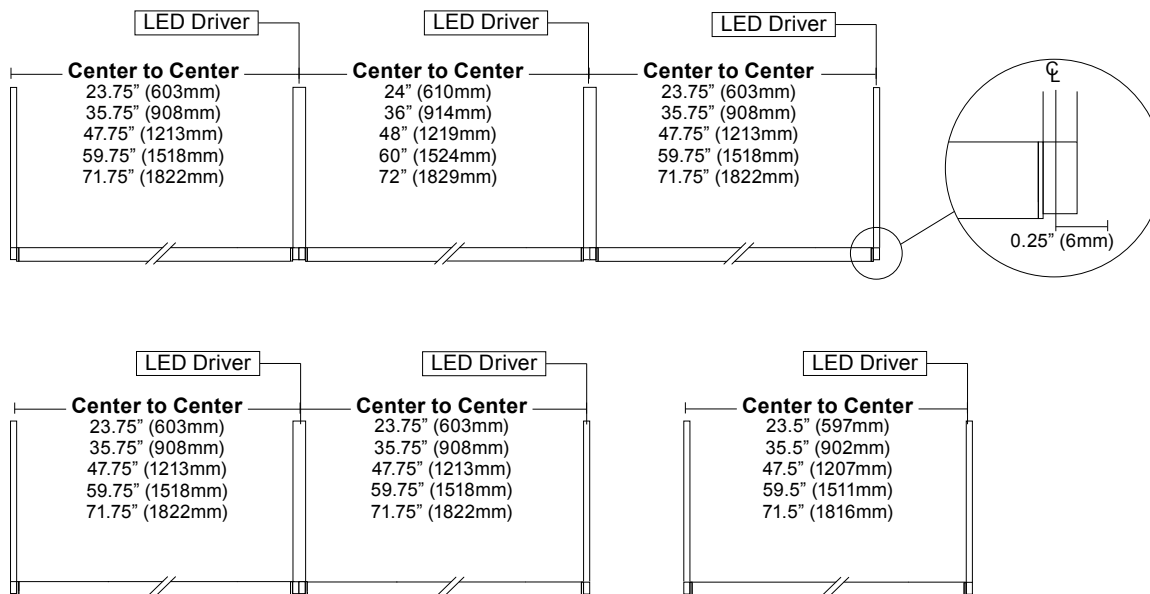 LED Driver
LED Driver
LED Driver
Center to Center
23.75” (603mm)
35.75” (908mm)
47.75” (1213mm)
59.75” (1518mm)
71.75” (1822mm)
Center to Center
24” (610mm)
36” (914mm)
48” (1219mm)
60” (1524mm)
72” (1829mm)
Center to Center
23.75” (603mm)
35.75” (908mm)
47.75” (1213mm)
59.75” (1518mm)
71.75” (1822mm)
℄
0.25” (6mm)
LED Driver
LED Driver
LED Driver
Center to Center
23.75” (603mm)
35.75” (908mm)
47.75” (1213mm)
59.75” (1518mm)
71.75” (1822mm)
Center to Center
23.75” (603mm)
35.75” (908mm)
47.75” (1213mm)
59.75” (1518mm)
71.75” (1822mm)
Center to Center
23.5” (597mm)
35.5” (902mm)
47.5” (1207mm)
59.5” (1511mm)
71.5” (1816mm)